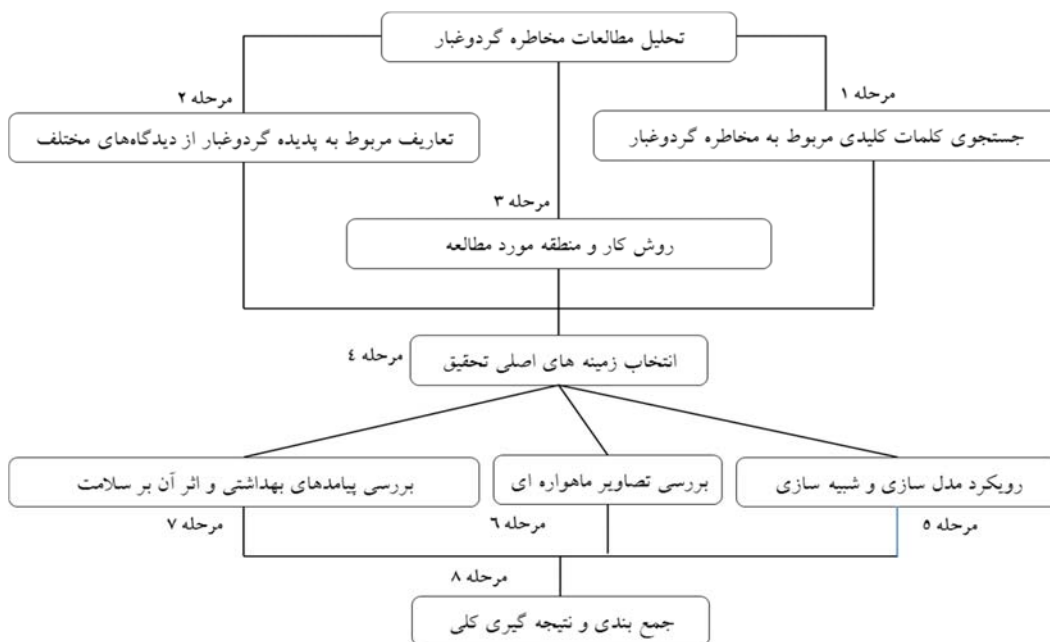 تحلیل مطالعات مخاطره گردوغبار
مرحله ۱
جستجوی کلمات کلیدی مربوط به مخاطره گردوغبار
مرحله ۲
تعاریف مربوط به پدیده گردوغبار از دیدگاه‌های مختلف
مرحله ۳
روش کار و منطقه مورد مطالعه
مرحله ٤
انتخاب زمینه های اصلی تحقیق
رویکرد مدل سازی و شبیه سازی
مرحله ٥
بررسی تصاویر ماهواره ای
مرحله ٦
بررسی پیامدهای بهداشتی و اثر آن بر سلامت
مرحله ۷
مرحله ۸
جمع بندی و نتیجه گیری کلی